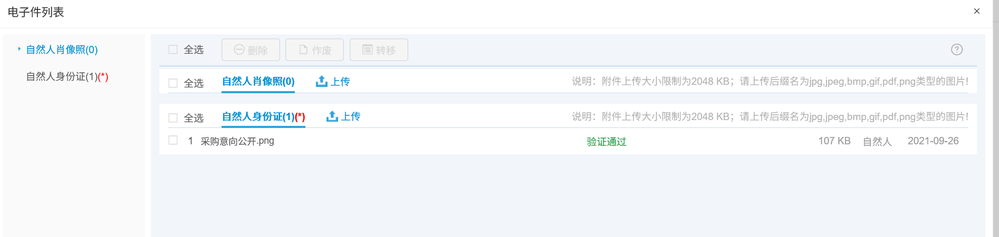 电子件列表
×
自然人肖像照(0)
自然人身份证(1)(*)
全选 删除 作废 转移 ?
全选 自然人肖像照(0) 上传 说明：附件上传大小限制为2048 KB；请上传后缀名为jpg,jpeg,bmp,gif,pdf,png类型的图片!
全选 自然人身份证(1)(*) 上传 说明：附件上传大小限制为2048 KB；请上传后缀名为jpg,jpeg,bmp,gif,pdf,png类型的图片!
1 采购意向公开.png 验证通过 107 KB 自然人 2021-09-26